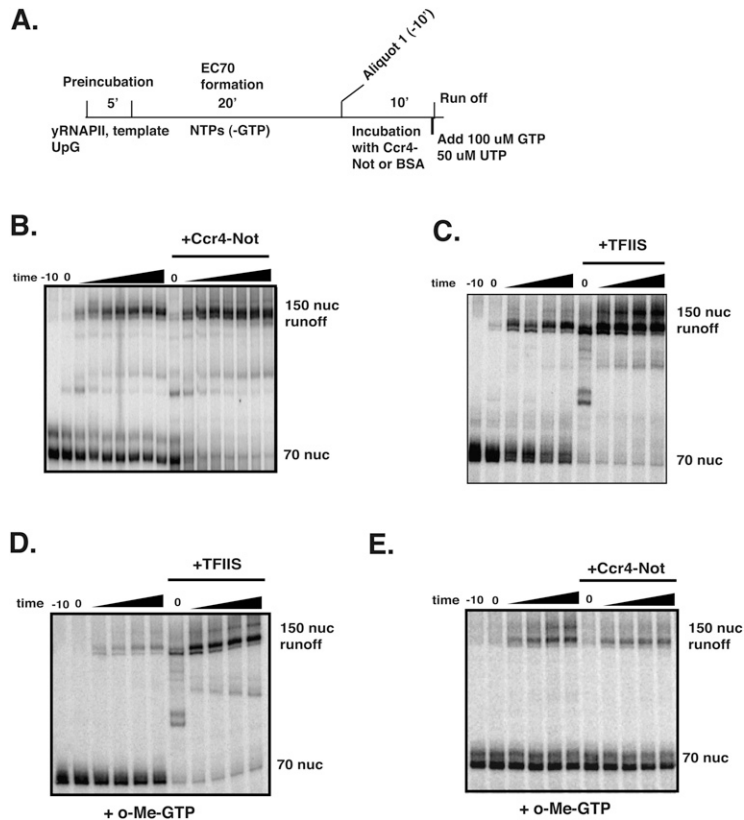 A.
Aliquot 1 (-10')
Preincubation
EC70
formation
5'
20'
10'
Run off
yRNAPII, template
UpG
NTPs (-GTP)
Incubation
with Ccr4-
Not or BSA
Add 100 uM GTP
50 uM UTP
B.
+Ccr4-Not
time -10 0
0
150 nuc
runoff
70 nuc
C.
+TFIIS
time
-10 0
0
150 nuc
runoff
70 nuc
D.
+TFIIS
time -10 0
0
150 nuc
runoff
70 nuc
+ o-Me-GTP
E.
+Ccr4-Not
time -10 0
0
150 nuc
runoff
70 nuc
+ o-Me-GTP